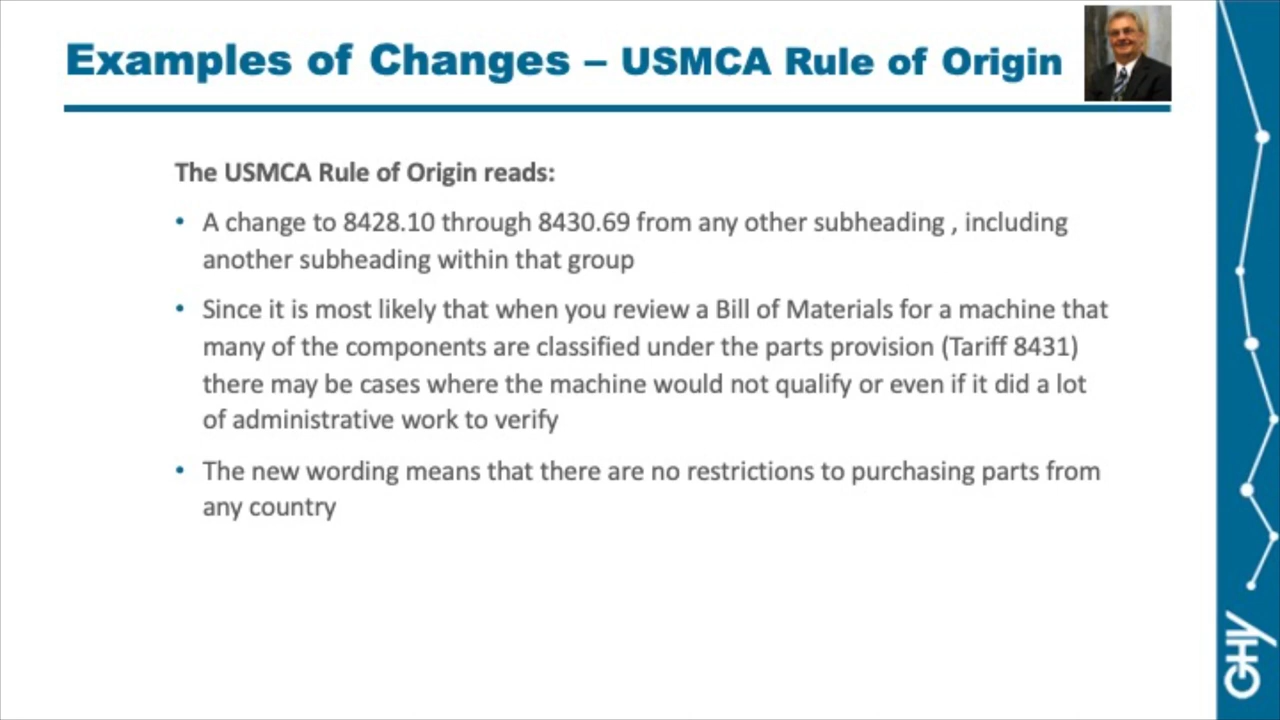 Examples of Changes – USMCA Rule of Origin
The USMCA Rule of Origin reads:
• A change to 8428.10 through 8430.69 from any other subheading , including
another subheading within that group
• Since it is most likely that when you review a Bill of Materials for a machine that
many of the components are classified under the parts provision (Tariff 8431)
there may be cases where the machine would not qualify or even if it did a lot
of administrative work to verify
• The new wording means that there are no restrictions to purchasing parts from
any country
GHY